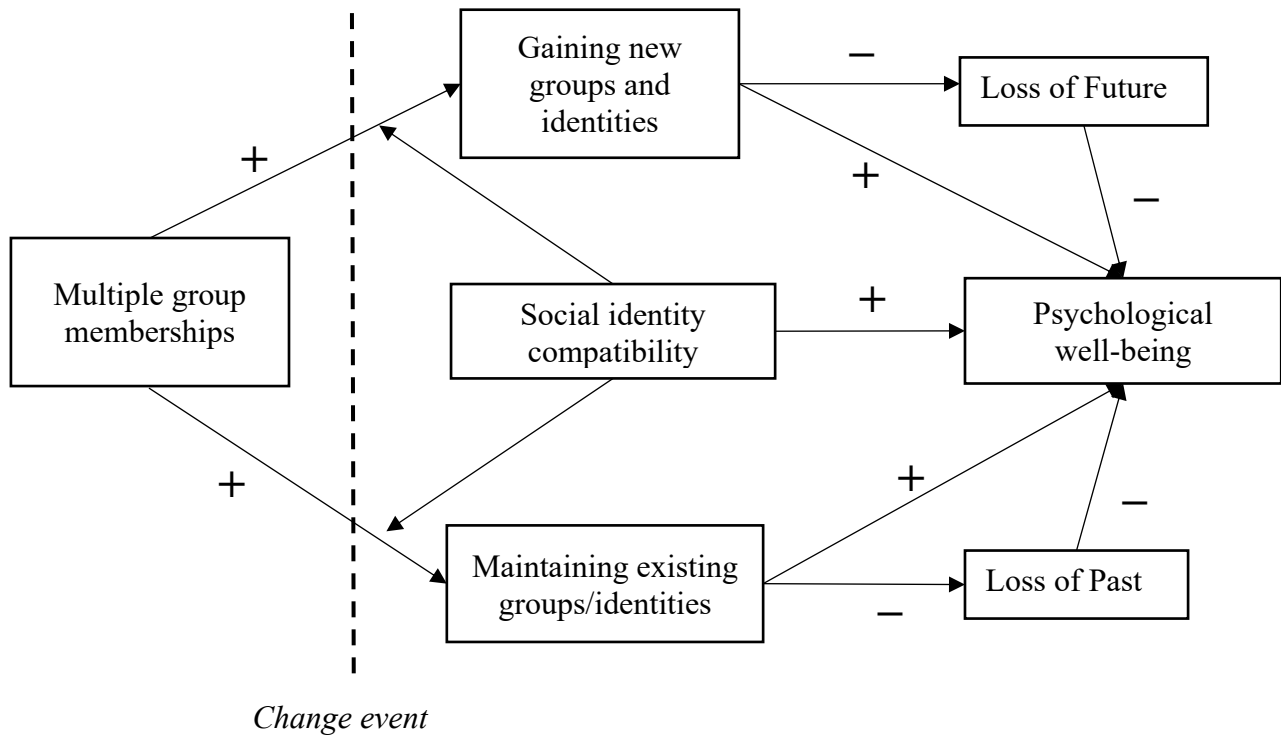 Gaining new
groups and
identities
−
Loss of Future
+
+
−
Multiple group
memberships
Social identity
compatibility
+
Psychological
well-being
+
+
−
Maintaining existing
groups/identities
−
Loss of Past
Change event